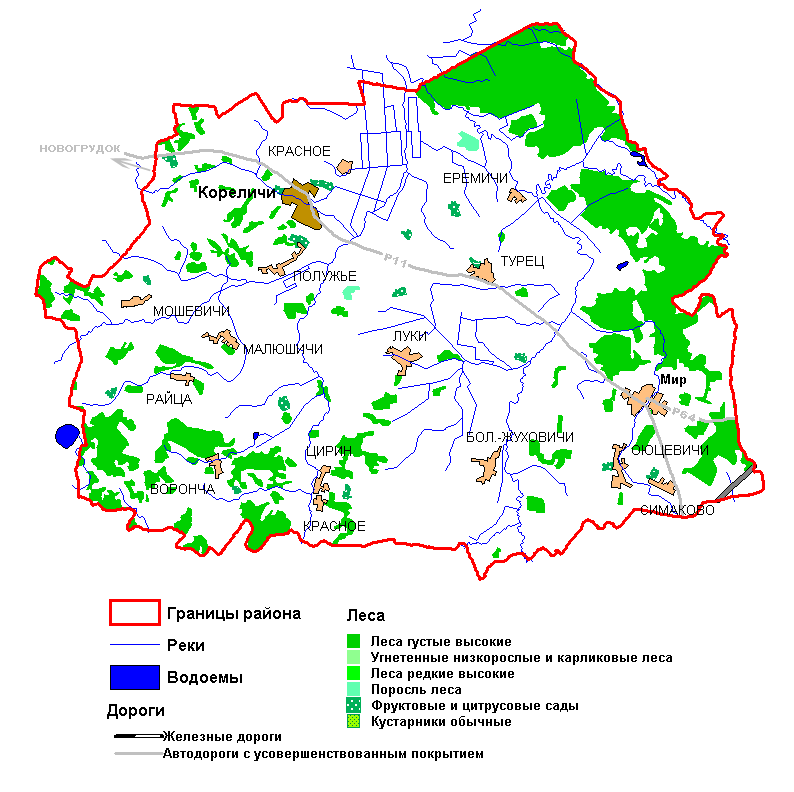 НОВОГРУДОК
КРАСНОЕ
ЕРЕМИЧИ
Кореличи
Р11
ТУРЕЦ
ПОЛУЖЬЕ
МОШЕВИЧИ
ЛУКИ
МАЛЮШИЧИ
Мир
РАЙЦА
Р64
БОЛ.-ЖУХОВИЧИ
ЦИРИН
ОЮЦЕВИЧИ
ВОРОНЧА
СИМАКОВО
КРАСНОЕ
Границы района
Реки
Водоемы
Дороги
Железные дороги
Автодороги с усовершенствованным покрытием
Леса
Леса густые высокие
Угнетенные низкорослые и карликовые леса
Леса редкие высокие
Поросль леса
Фруктовые и цитрусовые сады
Кустарники обычные